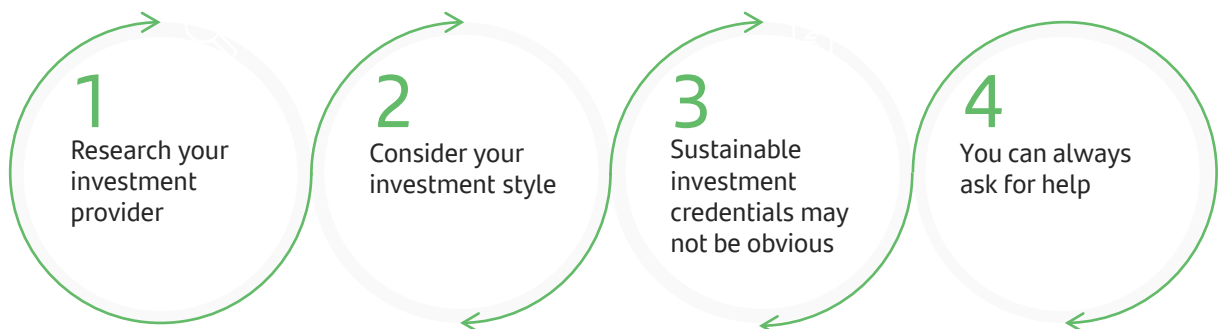 1
Research your
investment
provider
2
Consider your
investment style
3
Sustainable
investment
credentials may
not be obvious
4
You can always
ask for help